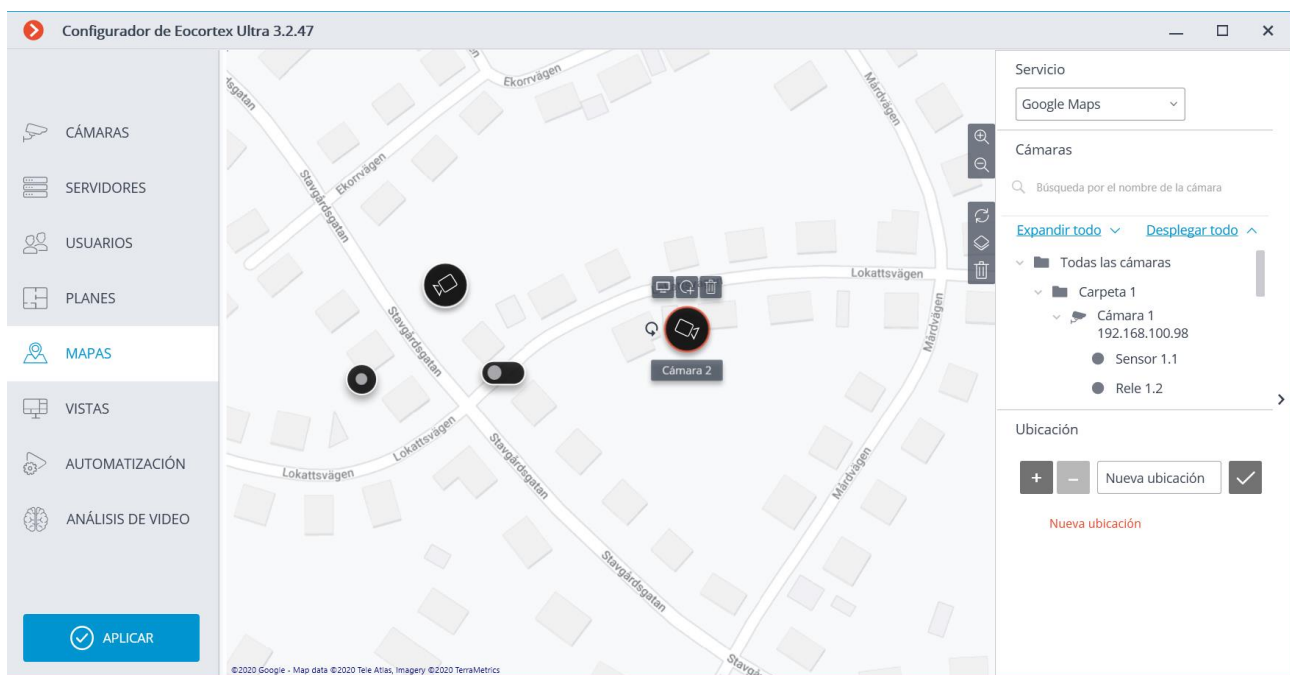 Configurador de Eocortex Ultra 3.2.47
CÁMARAS
SERVIDORES
USUARIOS
PLANES
MAPAS
VISTAS
AUTOMATIZACIÓN
ANÁLISIS DE VIDEO
APLICAR
Stavgårdsgatan
Ekorrvägen
Mårdvägen
Ekorrvägen
Stavgårdsgatan
Lokattsvägen
Mårdvägen
Stavgårdsgatan
Cámara 2
Lokattsvägen
Lokattsvägen
Stavgårdsgatan
Mårdvägen
Stavgårdsgatan
©2020 Google - Map data ©2020 Tele Atlas, Imagery ©2020 TerraMetrics
Servicio
Google Maps
Cámaras
Búsqueda por el nombre de la cámara
Expandir todo Desplegar todo
Todas las cámaras
Carpeta 1
Cámara 1
192.168.100.98
Sensor 1.1
Rele 1.2
Ubicación
+ – Nueva ubicación
Nueva ubicación